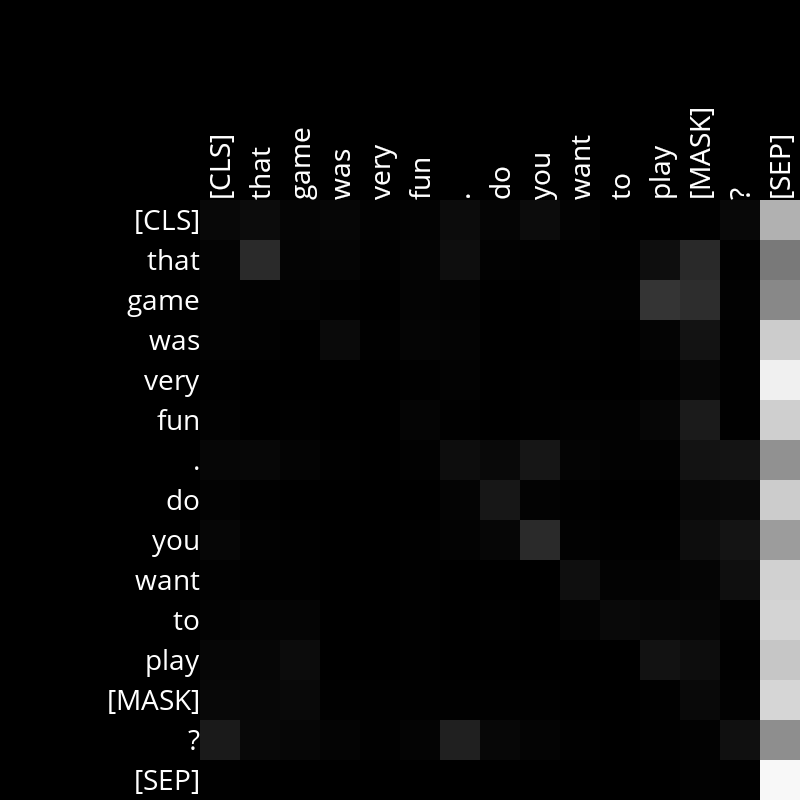 [CLS] that game was very fun . do you want to play [MASK] ? [SEP]
[CLS]
that
game
was
very
fun
.
do
you
want
to
play
[MASK]
?
[SEP]